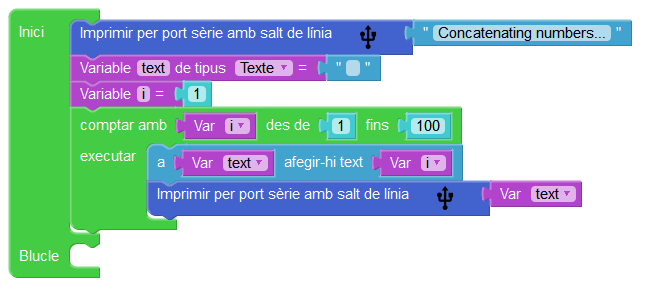 Inici
Imprimir per port sèrie amb salt de línia " Concatenating numbers... "
Variable text de tipus Texte ▾ = " "
Variable i = 1
comptar amb Var i ▾ des de 1 fins 100
executar a Var text ▾ afegir-hi text Var i ▾
Imprimir per port sèrie amb salt de línia Var text ▾
Blucle